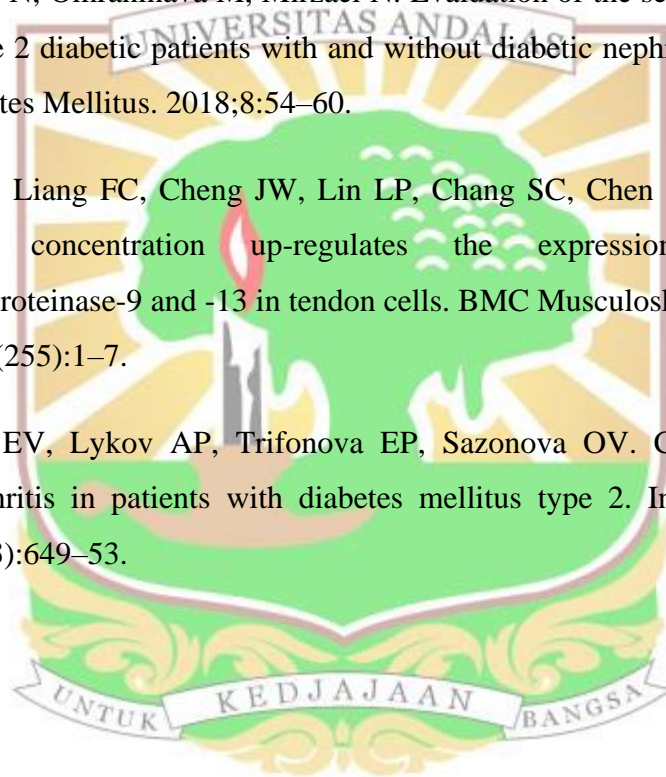 N, Omrannava M, Mirzaei N. Evaluation of the se
UNIVERSITAS ANDALAS
e 2 diabetic patients with and without diabetic neph
tes Mellitus. 2018;8:54–60.
Liang FC, Cheng JW, Lin LP, Chang SC, Chen
concentration up-regulates the expression
roteinase-9 and -13 in tendon cells. BMC Musculosk
(255):1–7.
EV, Lykov AP, Trifonova EP, Sazonova OV. C
hritis in patients with diabetes mellitus type 2. In
):649–53.
UNTUK KEDJAJAAN BANGSA